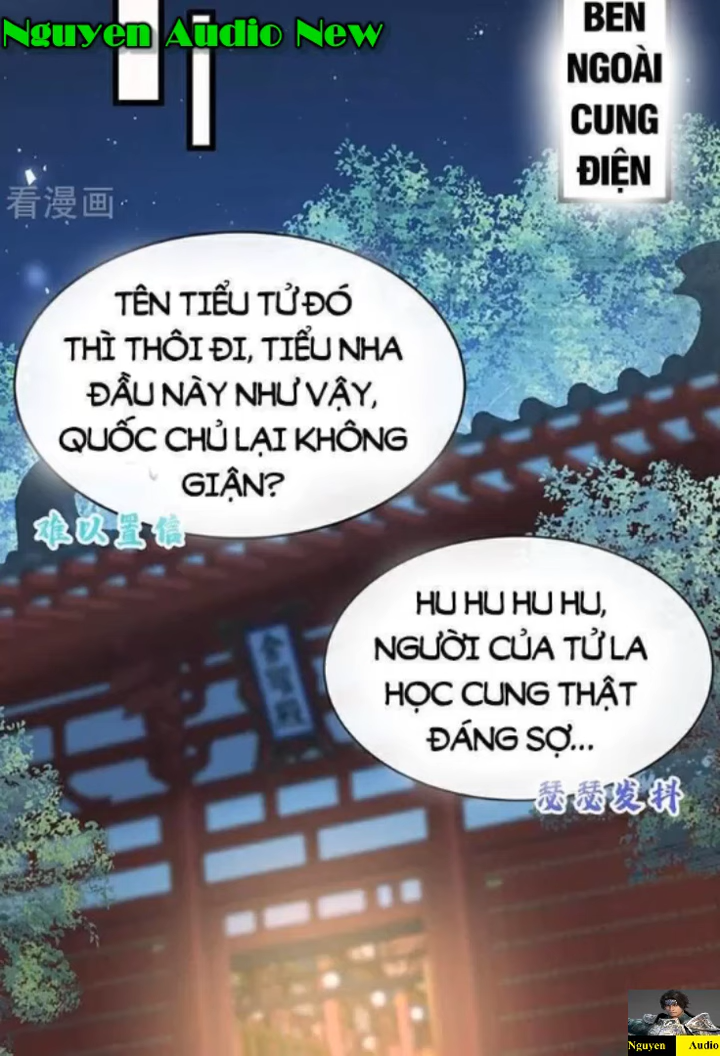 Nguyen Audio New
BÊN
NGOÀI
CUNG
ĐIỆN
看漫画
TÊN TIỂU TỬ ĐÓ
THÌ THÔI ĐI, TIỂU NHA
ĐẦU NÀY NHƯ VẬY,
QUỐC CHỦ LẠI KHÔNG
GIẬN?
难以置信
HU HU HU HU,
NGƯỜI CỦA TỬ LA
HỌC CUNG THẬT
ĐÁNG SỢ...
瑟瑟发抖
Nguyen Audio